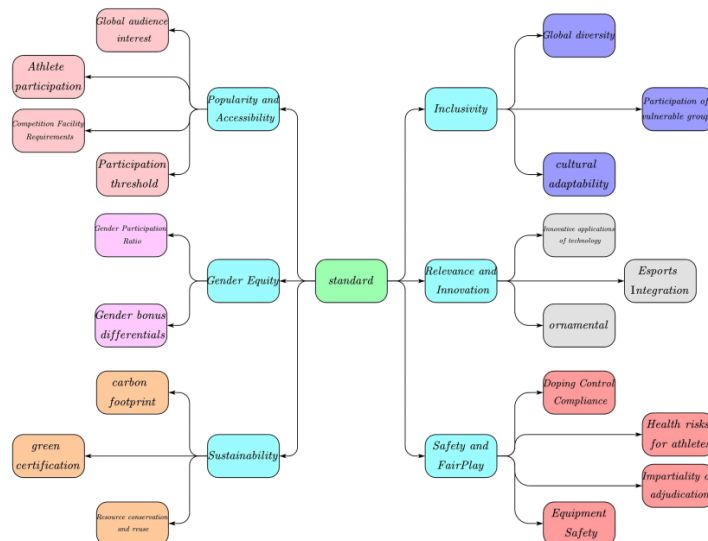 Global audience
interest
Athlete
participation
Competition Facility
Requirements
Participation
threshold
Popularity and
Accessibility
Gender Participation
Ratio
Gender bonus
differentials
Gender Equity
carbon
footprint
green
certification
Resource conservation
and reuse
Sustainability
standard
Inclusivity
Global diversity
Participation of
vulnerable group
cultural
adaptability
Relevance and
Innovation
Innovative applications
of technology
Esports
Integration
ornamental
Safety and
FairPlay
Doping Control
Compliance
Health risks
for athletes
Impartiality o
adjudication
Equipment
Safety